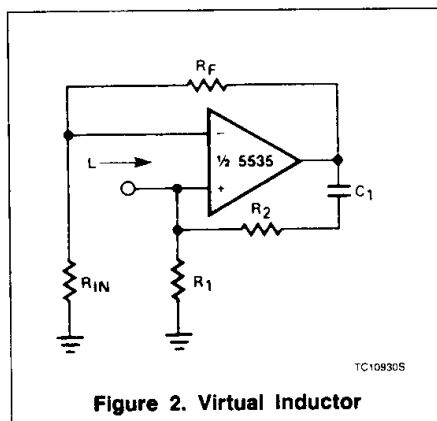 RF
L
−
½ 5535
+
C1
R2
RIN
R1
TC10930S
Figure 2. Virtual Inductor